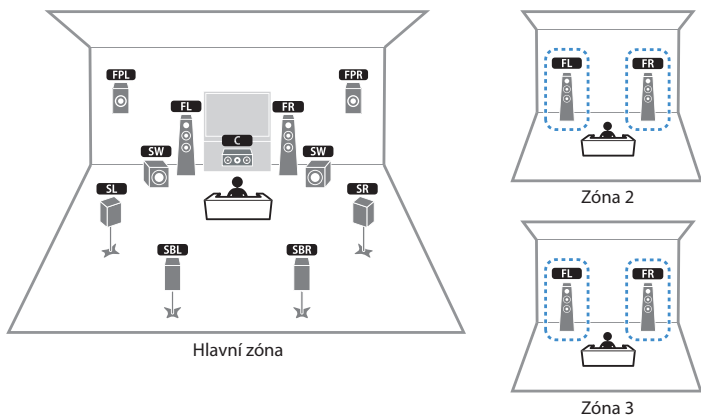 FPL
FPR
FL
FR
C
SW
SW
SL
SR
SBL
SBR
Hlavní zóna
FL
FR
Zóna 2
FL
FR
Zóna 3